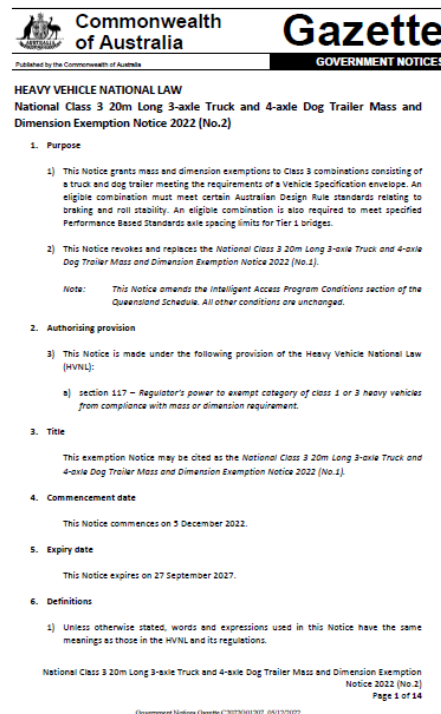 Commonwealth
of Australia
Gazette
Published by the Commonwealth of Australia
GOVERNMENT NOTICES
HEAVY VEHICLE NATIONAL LAW
National Class 3 20m Long 3-axle Truck and 4-axle Dog Trailer Mass and
Dimension Exemption Notice 2022 (No.2)
1. Purpose
1) This Notice grants mass and dimension exemptions to Class 3 combinations consisting of
a truck and dog trailer meeting the requirements of a Vehicle Specification envelope. An
eligible combination must meet certain Australian Design Rule standards relating to
braking and roll stability. An eligible combination is also required to meet specified
Performance Based Standards axle spacing limits for Tier 1 bridges.
2) This Notice revokes and replaces the National Class 3 20m Long 3-axle Truck and 4-axle
Dog Trailer Mass and Dimension Exemption Notice 2022 (No.1).
Note: This Notice amends the Intelligent Access Program Conditions section of the
Queensland Schedule. All other conditions are unchanged.
2. Authorising provision
3) This Notice is made under the following provision of the Heavy Vehicle National Law
(HVNL):
a) section 117 – Regulator's power to exempt category of class 1 or 3 heavy vehicles
from compliance with mass or dimension requirement.
3. Title
This exemption Notice may be cited as the National Class 3 20m Long 3-axle Truck and
4-axle Dog Trailer Mass and Dimension Exemption Notice 2022 (No.1).
4. Commencement date
This Notice commences on 5 December 2022.
5. Expiry date
This Notice expires on 27 September 2027.
6. Definitions
1) Unless otherwise stated, words and expressions used in this Notice have the same
meanings as those in the HVNL and its regulations.
National Class 3 20m Long 3-axle Truck and 4-axle Dog Trailer Mass and Dimension Exemption
Notice 2022 (No.2)
Page 1 of 14
Government Notices Gazette C2022G01207 05/12/2022